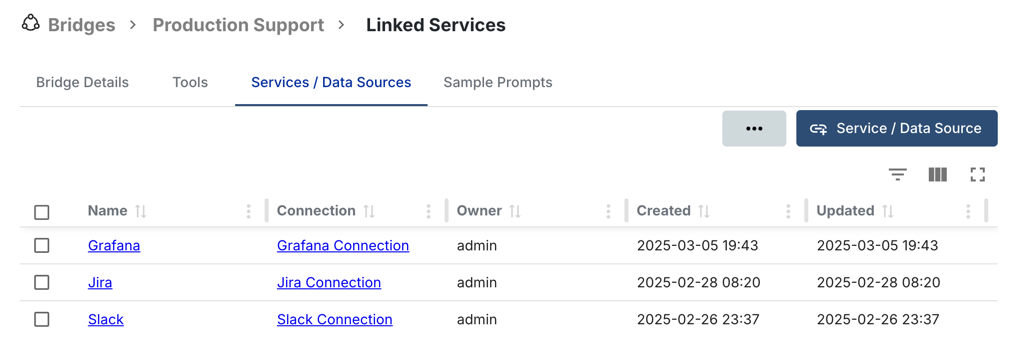 Bridges > Production Support > Linked Services
Bridge Details Tools Services / Data Sources Sample Prompts
••• Service / Data Source
Name Connection Owner Created Updated
Grafana Grafana Connection admin 2025-03-05 19:43 2025-03-05 19:43
Jira Jira Connection admin 2025-02-28 08:20 2025-02-28 08:20
Slack Slack Connection admin 2025-02-26 23:37 2025-02-26 23:37